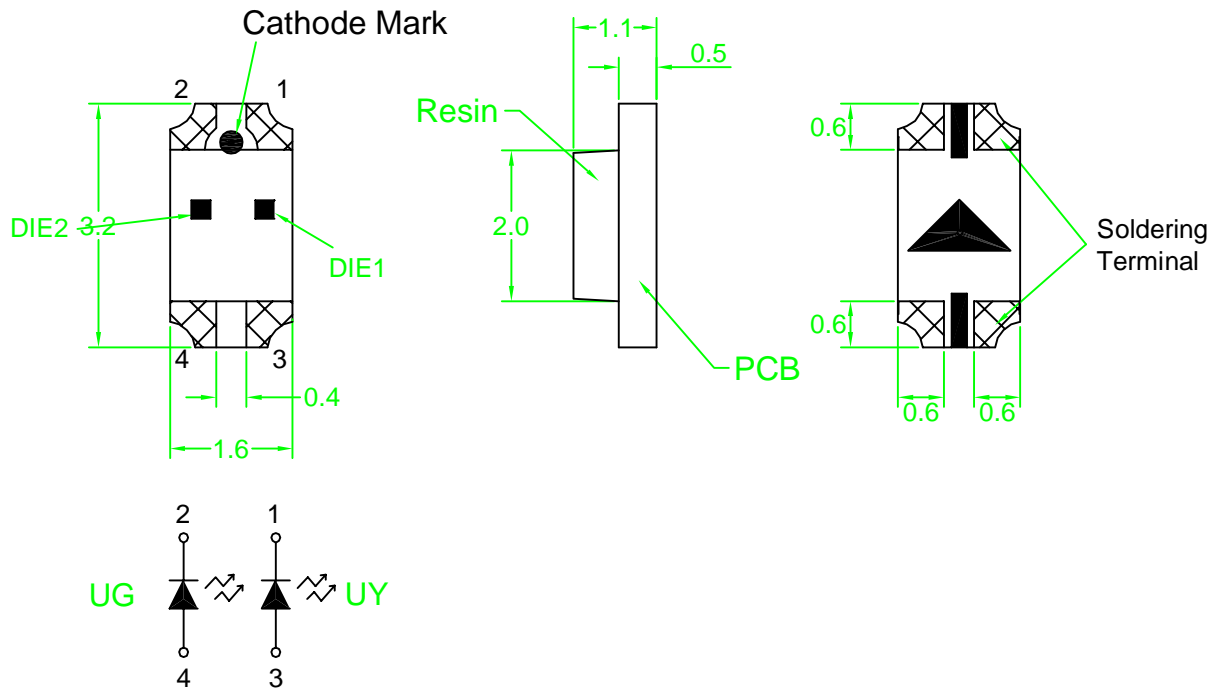 Cathode Mark
2 1
DIE2
3.2
DIE1
4 3
0.4
1.6
1.1
0.5
Resin
2.0
PCB
0.6
Soldering
Terminal
0.6
0.6 0.6
2 1
UG UY
4 3